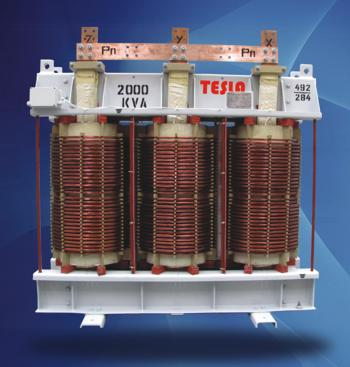 Z Y X
Pn Pn
2000
KVA
TESLA
492
284